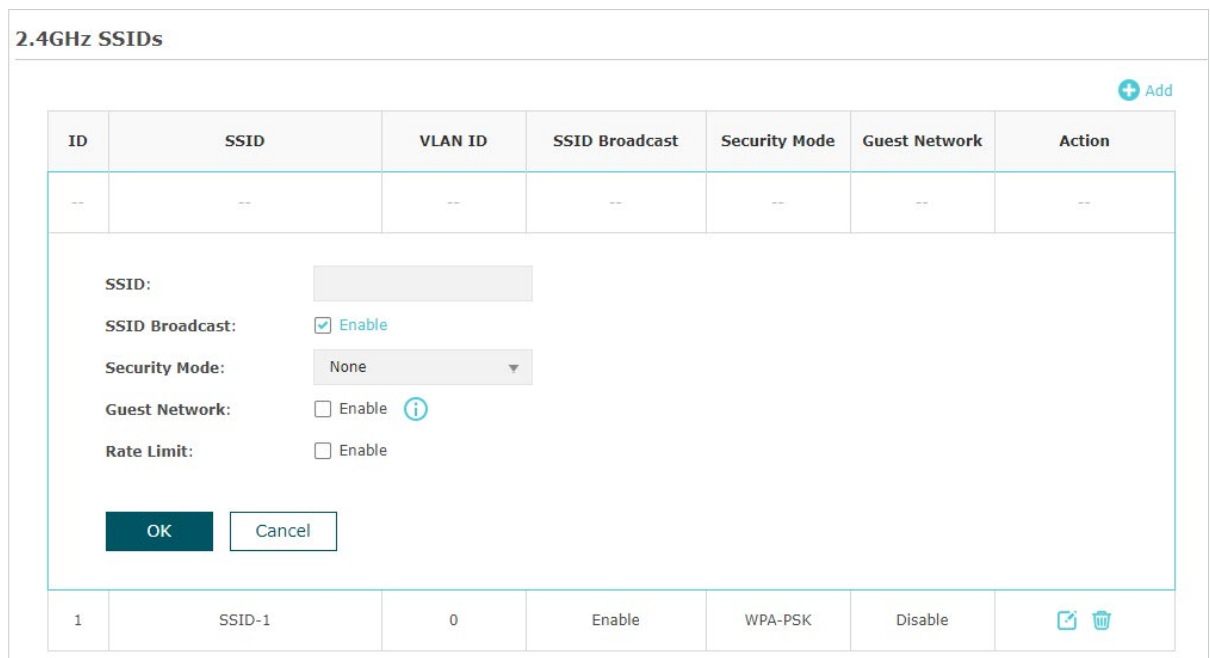 2.4GHz SSIDs
Add
ID SSID VLAN ID SSID Broadcast Security Mode Guest Network Action
-- -- -- -- -- -- --
SSID:
SSID Broadcast: Enable
Security Mode: None
Guest Network: Enable
Rate Limit: Enable
OK Cancel
1 SSID-1 0 Enable WPA-PSK Disable